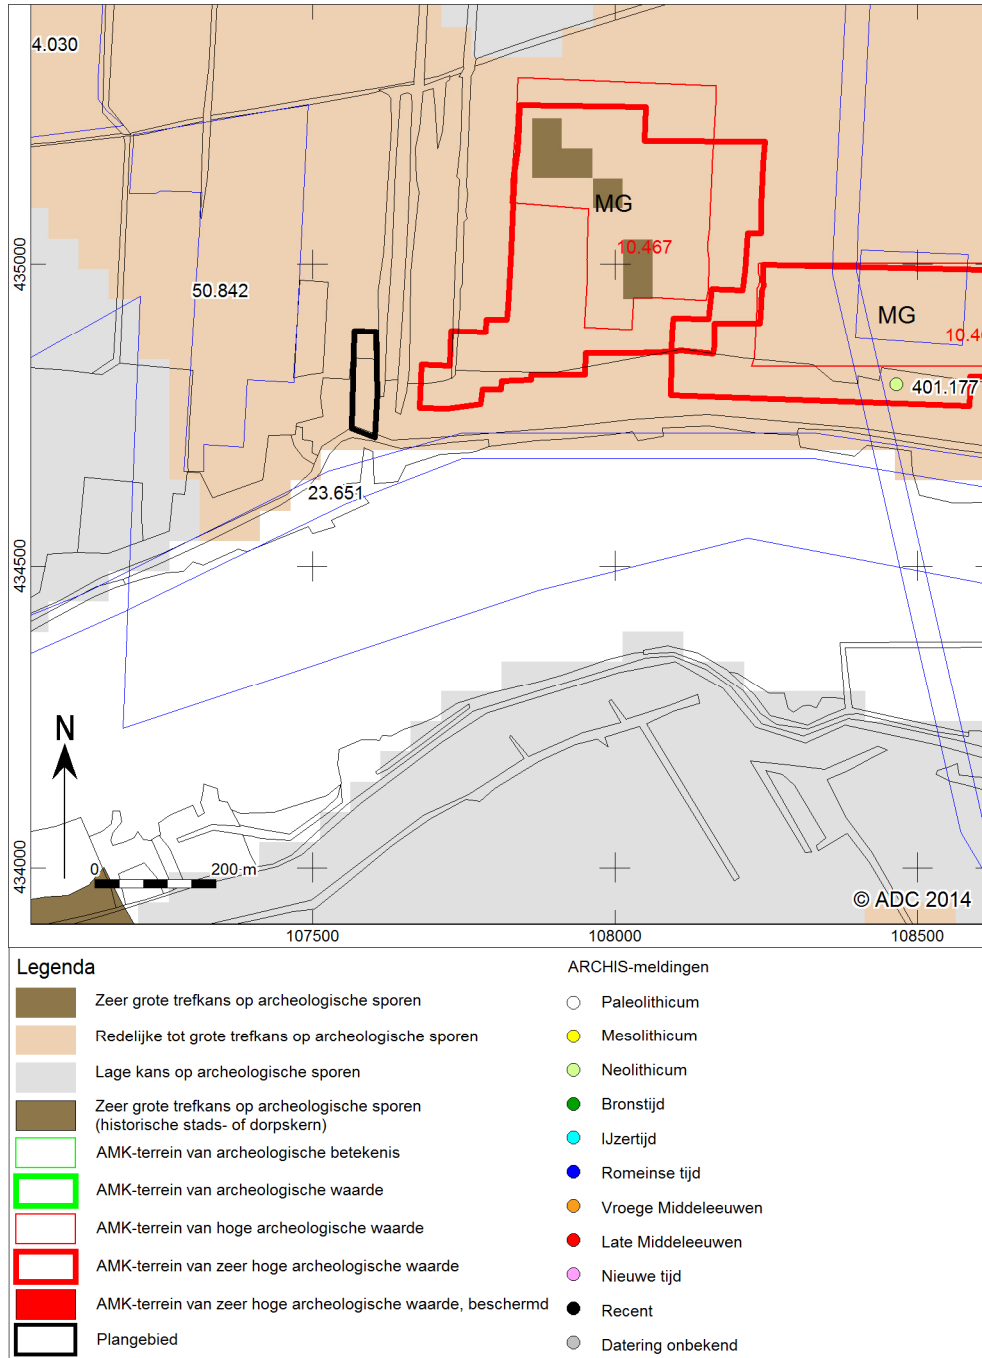 4.030
MG
10.467
435000
50.842
MG
10.4
401.177
23.651
434500
N
0
200 m
434000
© ADC 2014
107500
108000
108500
Legenda
Zeer grote trefkans op archeologische sporen
Redelijke tot grote trefkans op archeologische sporen
Lage kans op archeologische sporen
Zeer grote trefkans op archeologische sporen
(historische stads- of dorpskern)
AMK-terrein van archeologische betekenis
AMK-terrein van archeologische waarde
AMK-terrein van hoge archeologische waarde
AMK-terrein van zeer hoge archeologische waarde
AMK-terrein van zeer hoge archeologische waarde, beschermd
Plangebied
ARCHIS-meldingen
Paleolithicum
Mesolithicum
Neolithicum
Bronstijd
IJzertijd
Romeinse tijd
Vroege Middeleeuwen
Late Middeleeuwen
Nieuwe tijd
Recent
Datering onbekend